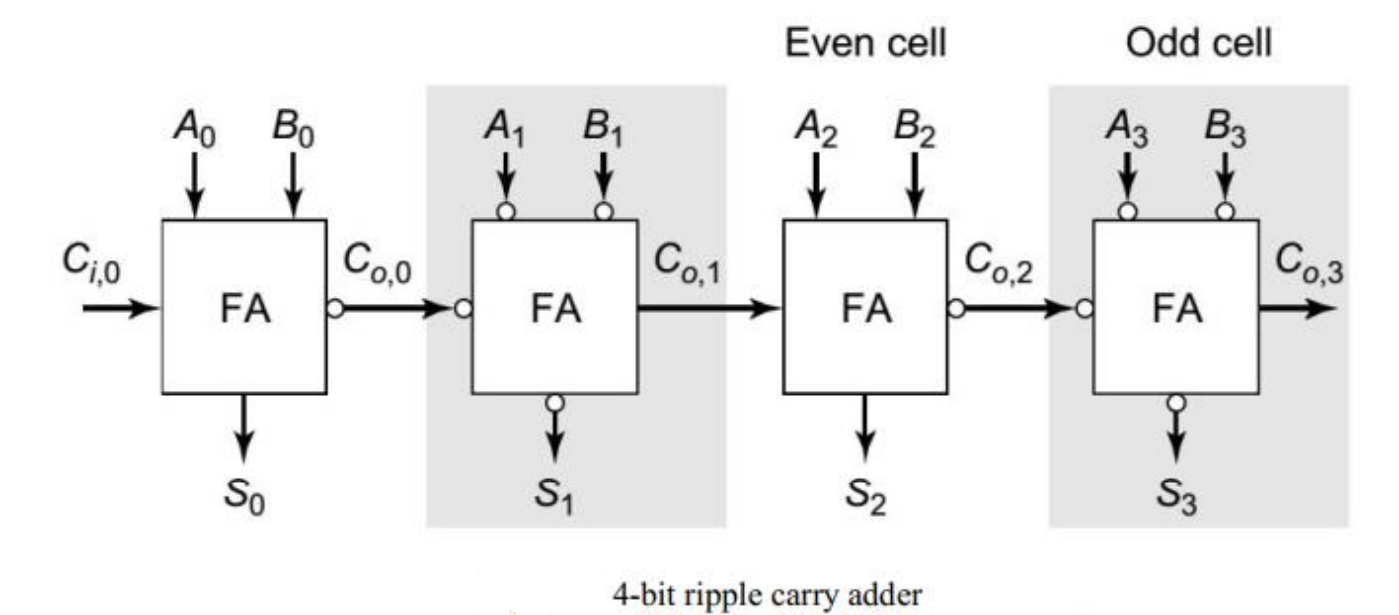 Even cell Odd cell
A0 B0 A1 B1 A2 B2 A3 B3
Ci,0 Co,0 Co,1 Co,2 Co,3
FA FA FA FA
S0 S1 S2 S3
4-bit ripple carry adder